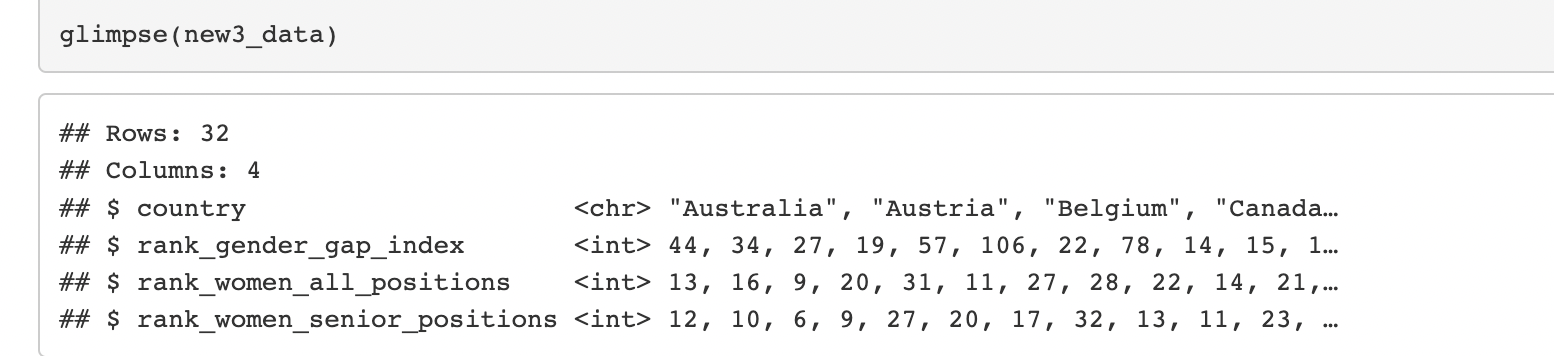 glimpse(new3_data)
## Rows: 32
## Columns: 4
## $ country                     <chr> "Australia", "Austria", "Belgium", "Canada…
## $ rank_gender_gap_index       <int> 44, 34, 27, 19, 57, 106, 22, 78, 14, 15, 1…
## $ rank_women_all_positions    <int> 13, 16, 9, 20, 31, 11, 27, 28, 22, 14, 21,…
## $ rank_women_senior_positions <int> 12, 10, 6, 9, 27, 20, 17, 32, 13, 11, 23, …